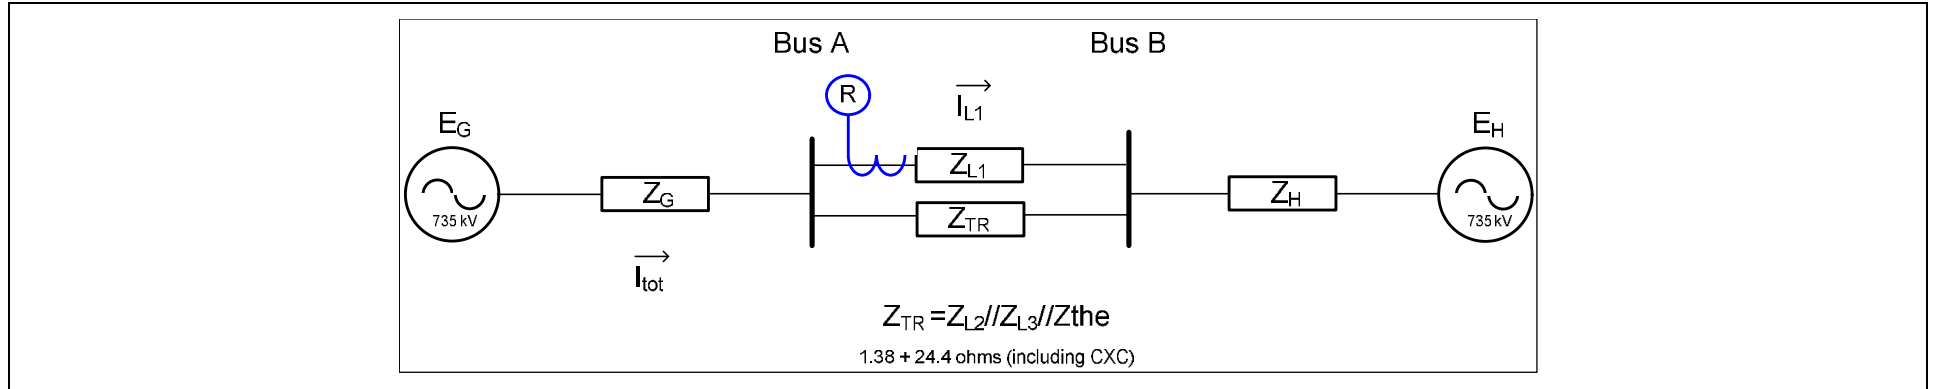 Bus A
Bus B
R
I_L1
E_G
E_H
Z_L1
Z_G
Z_H
735 kV
735 kV
Z_TR
I_tot
Z_TR =Z_L2//Z_L3//Zthe
1.38 + 24.4 ohms (including CXC)